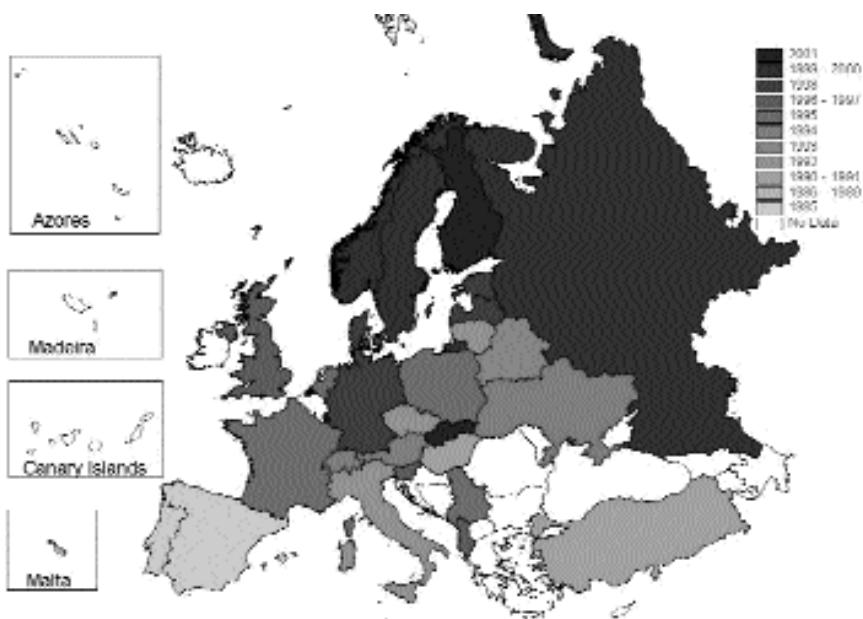 2001
1999 - 2000
1998
1996 - 1997
1995
1994
1993
1992
1990 - 1991
1986 - 1989
1985
No Data
Azores
Madeira
Canary Islands
Malta